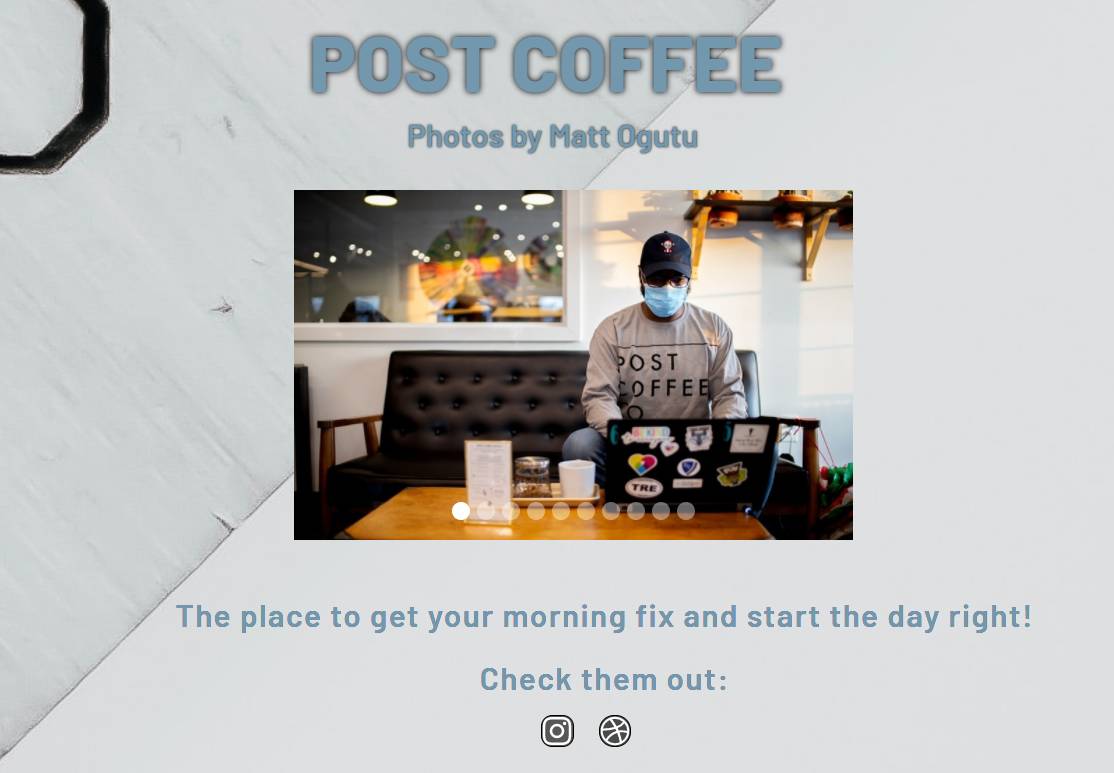 POST COFFEE
Photos by Matt Ogutu
POST
COFFEE
CO
TRE
The place to get your morning fix and start the day right!
Check them out: